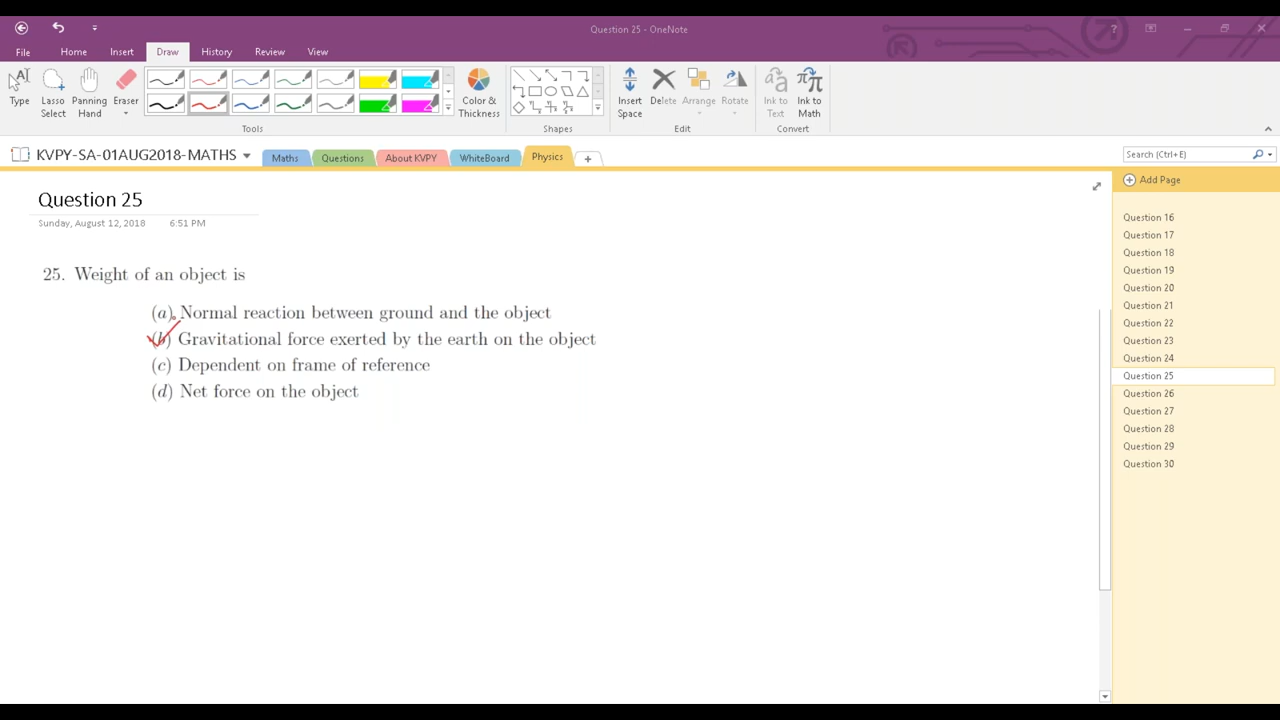 Question 25 - OneNote
?
File Home Insert Draw History Review View
Type
Lasso Select
Panning Hand
Eraser
Color & Thickness
Insert Space
Delete
Arrange
Rotate
Ink to Text
Ink to Math
Tools Shapes Edit Convert
KVPY-SA-01AUG2018-MATHS Maths Questions About KVPY WhiteBoard Physics +
Search (Ctrl+E)
Add Page
Question 25
Sunday, August 12, 2018 6:51 PM
25. Weight of an object is
(a) Normal reaction between ground and the object
(b) Gravitational force exerted by the earth on the object
(c) Dependent on frame of reference
(d) Net force on the object
Question 16
Question 17
Question 18
Question 19
Question 20
Question 21
Question 22
Question 23
Question 24
Question 25
Question 26
Question 27
Question 28
Question 29
Question 30